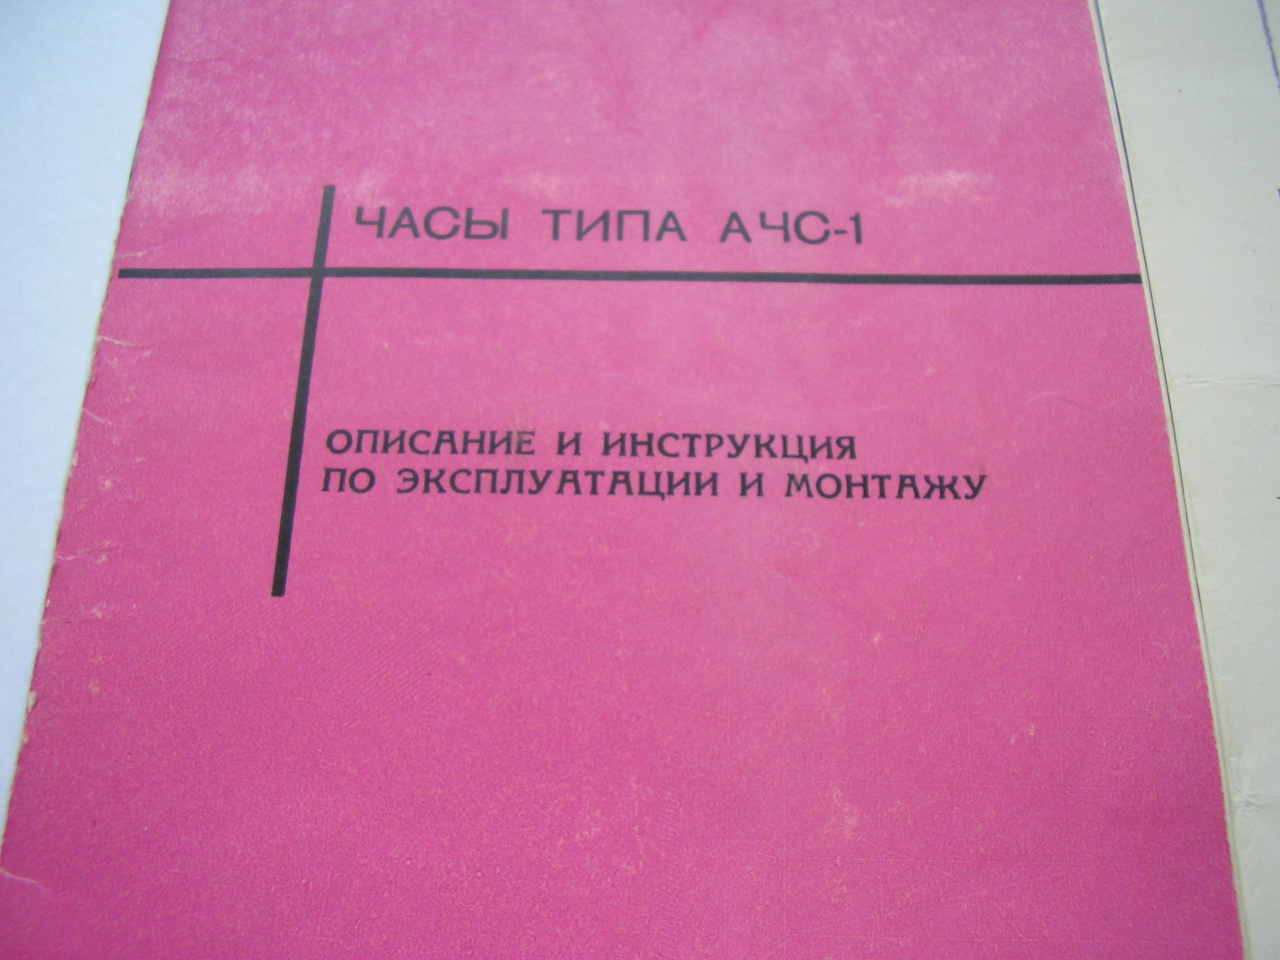 ЧАСЫ ТИПА АЧС-1
ОПИСАНИЕ И ИНСТРУКЦИЯ
ПО ЭКСПЛУАТАЦИИ И МОНТАЖУ